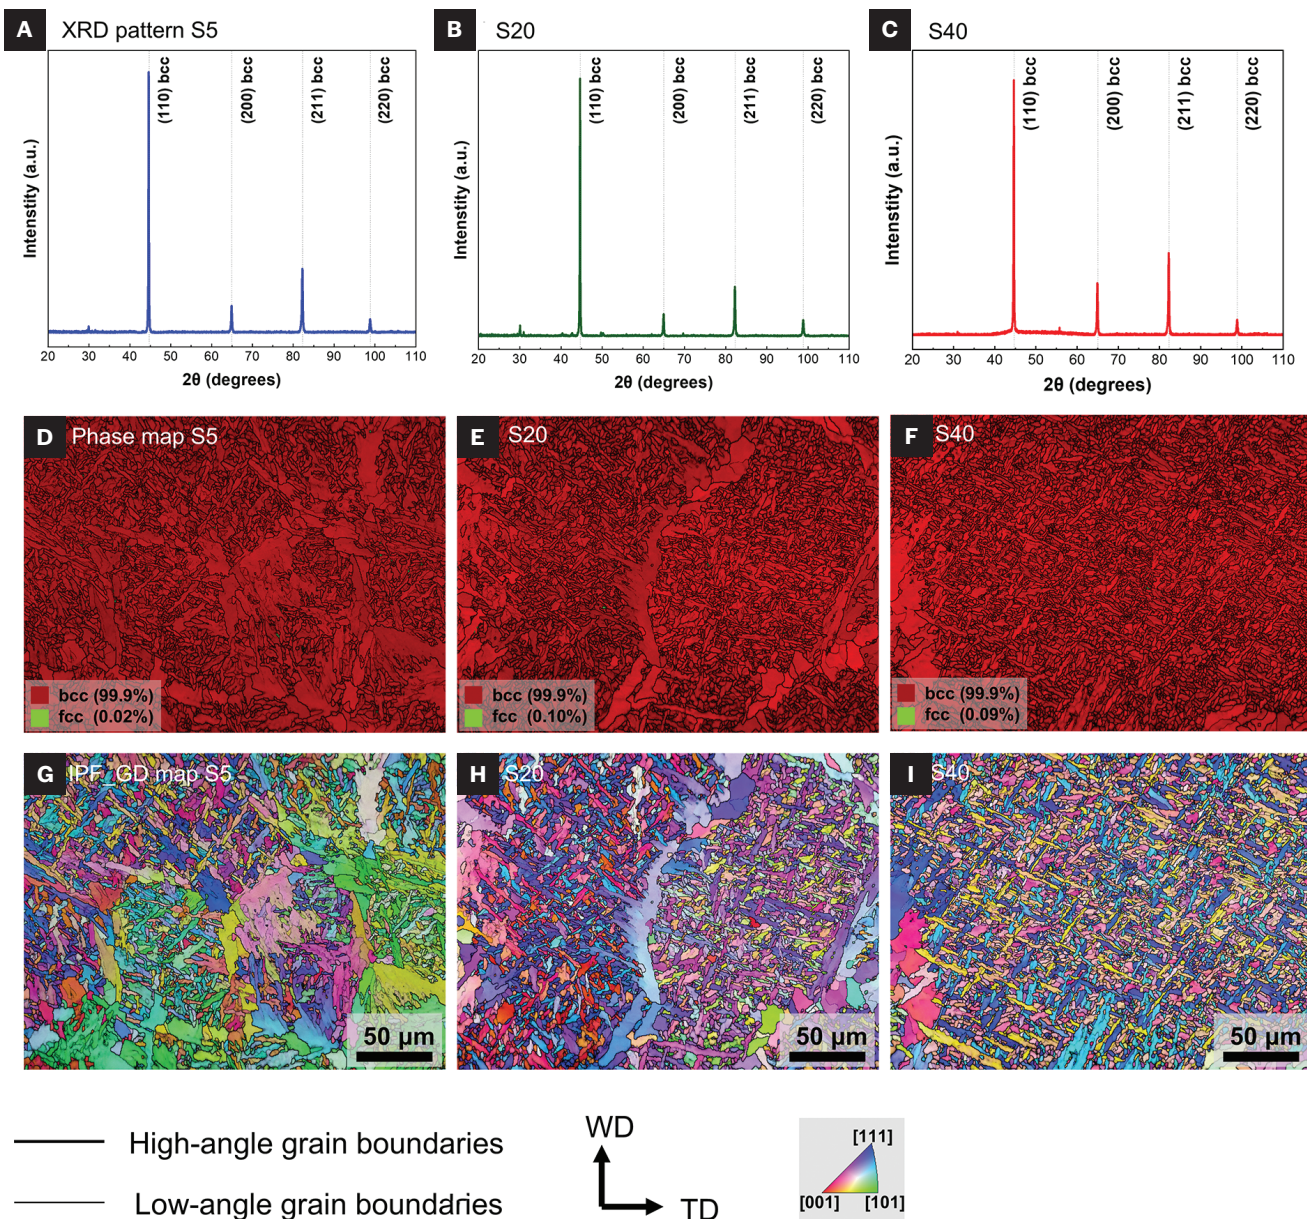 A XRD pattern S5
B S20
C S40
(110) bcc
(200) bcc
(211) bcc
(220) bcc
(110) bcc
(200) bcc
(211) bcc
(220) bcc
(110) bcc
(200) bcc
(211) bcc
(220) bcc
Intenstity (a.u.)
Intenstity (a.u.)
Intenstity (a.u.)
20 30 40 50 60 70 80 90 100 110
20 30 40 50 60 70 80 90 100 110
20 30 40 50 60 70 80 90 100 110
2θ (degrees)
2θ (degrees)
2θ (degrees)
D Phase map S5
bcc (99.9%)
fcc (0.02%)
E S20
bcc (99.9%)
fcc (0.10%)
F S40
bcc (99.9%)
fcc (0.09%)
G IPF_GD map S5
50 µm
H S20
50 µm
I S40
50 µm
High-angle grain boundaries
Low-angle grain boundries
WD
TD
[111]
[001] [101]